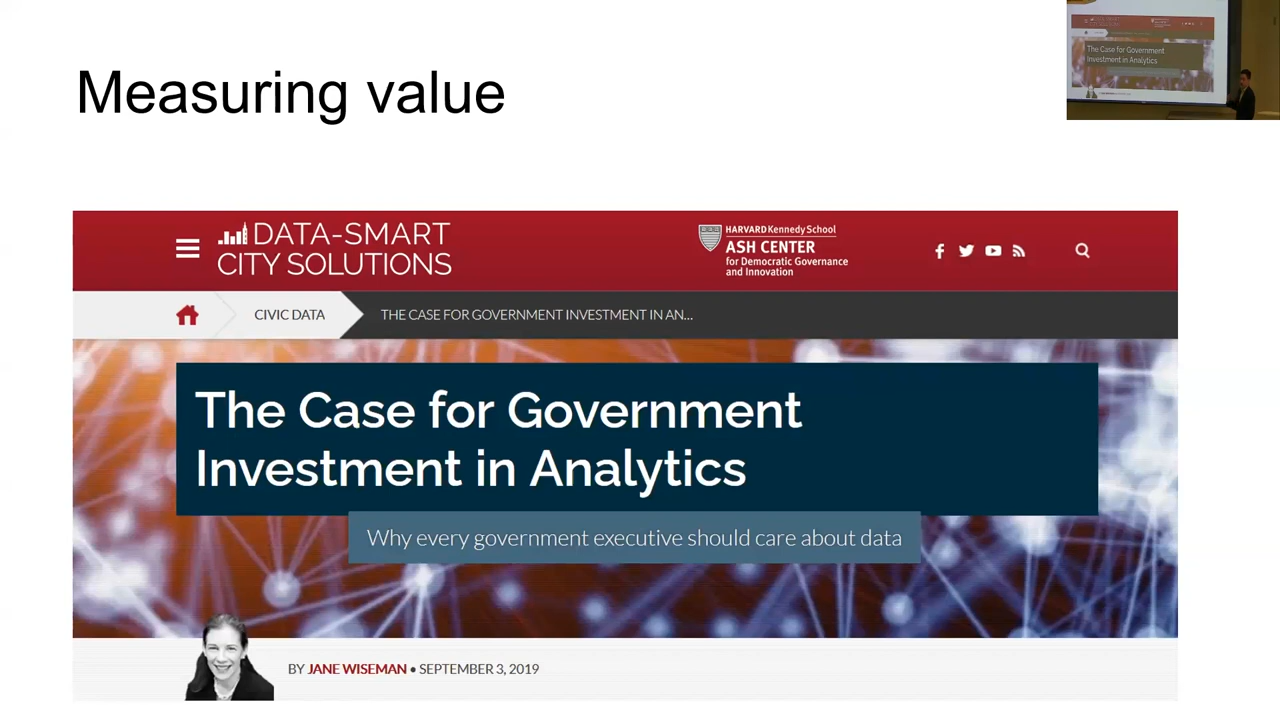 Measuring value
DATA-SMART
CITY SOLUTIONS
HARVARD Kennedy School
ASH CENTER
for Democratic Governance
and Innovation
CIVIC DATA
THE CASE FOR GOVERNMENT INVESTMENT IN AN...
The Case for Government
Investment in Analytics
Why every government executive should care about data
BY JANE WISEMAN • SEPTEMBER 3, 2019
The Case for Government
Investment in Analytics